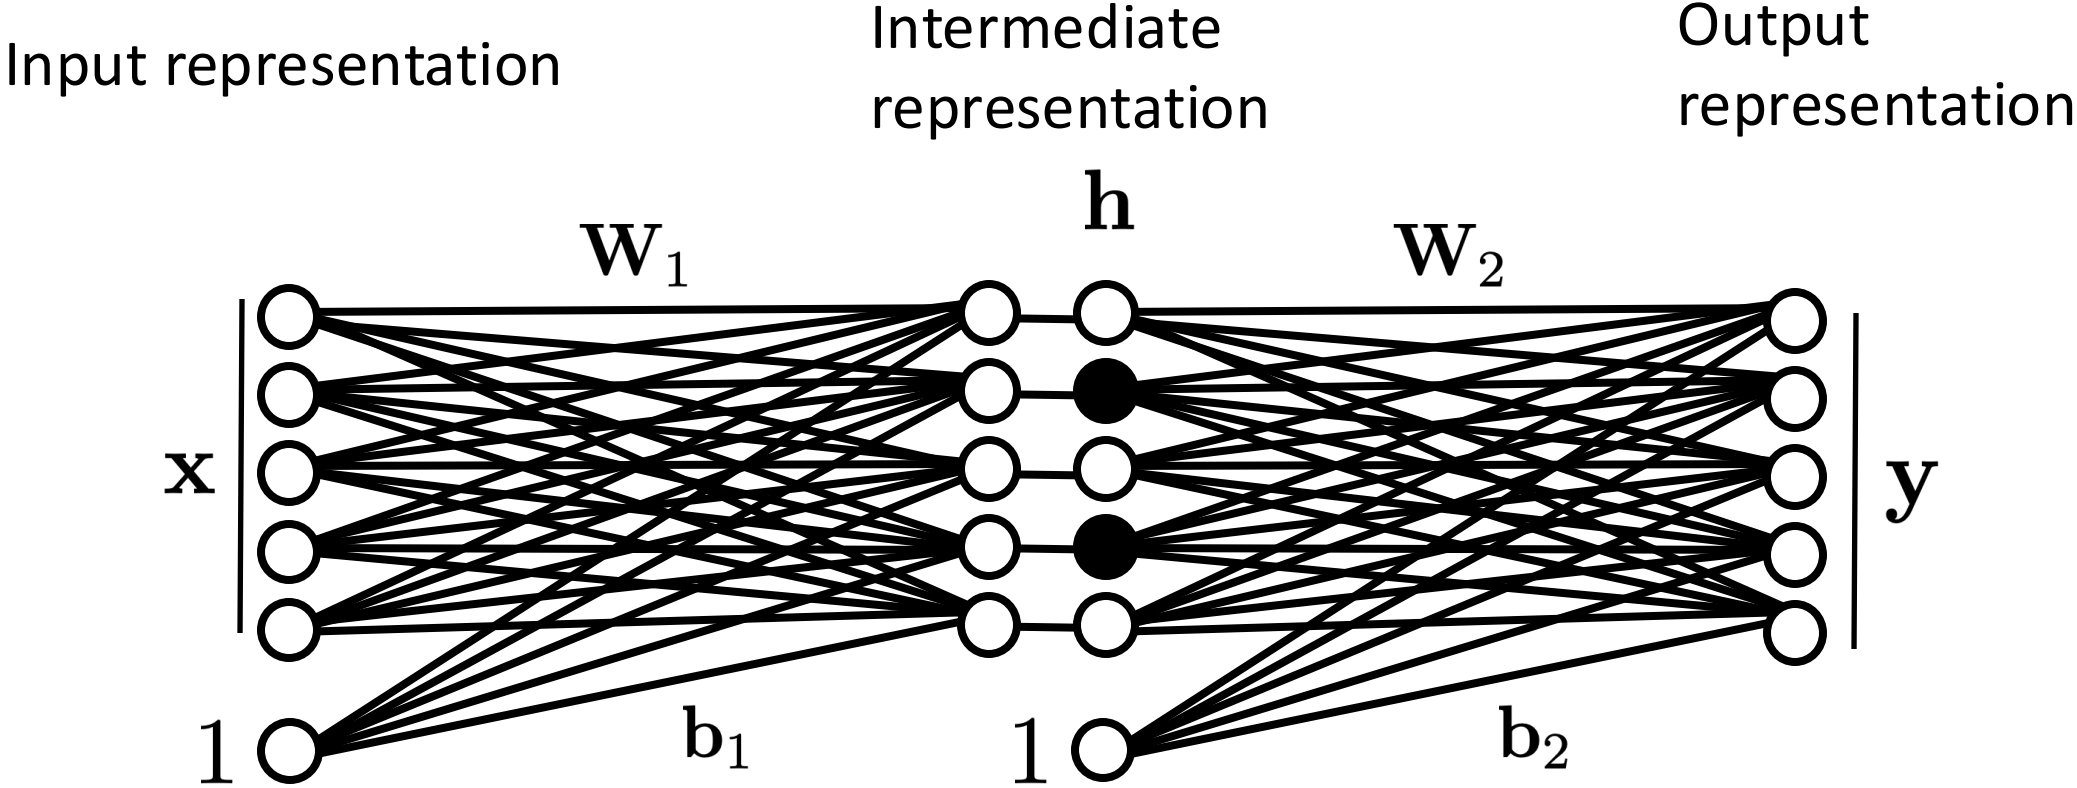 Input representation
Intermediate
representation
Output
representation
h
W₁
W₂
x
y
1
b₁
1
b₂